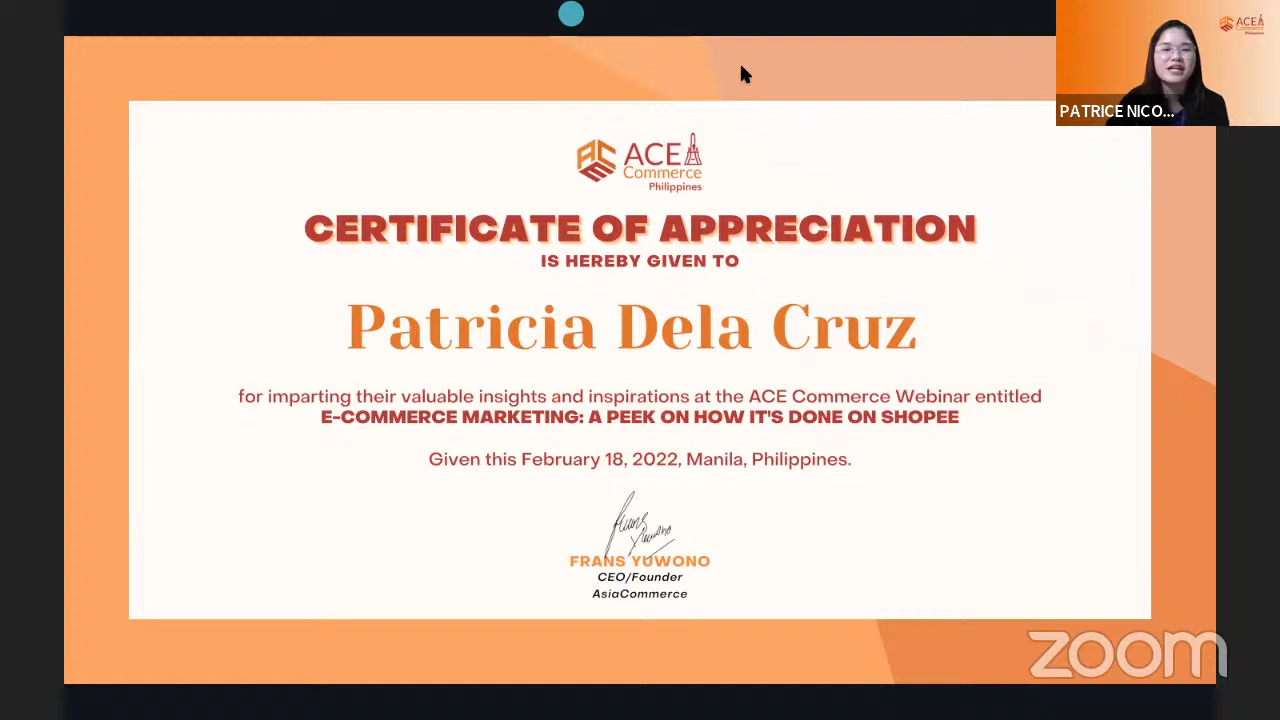 ACE
Commerce
Philippines
PATRICE NICO...
ACE
Commerce
Philippines
CERTIFICATE OF APPRECIATION
IS HEREBY GIVEN TO
Patricia Dela Cruz
for imparting their valuable insights and inspirations at the ACE Commerce Webinar entitled
E-COMMERCE MARKETING: A PEEK ON HOW IT'S DONE ON SHOPEE
Given this February 18, 2022, Manila, Philippines.
FRANS YUWONO
CEO/Founder
AsiaCommerce
zoom